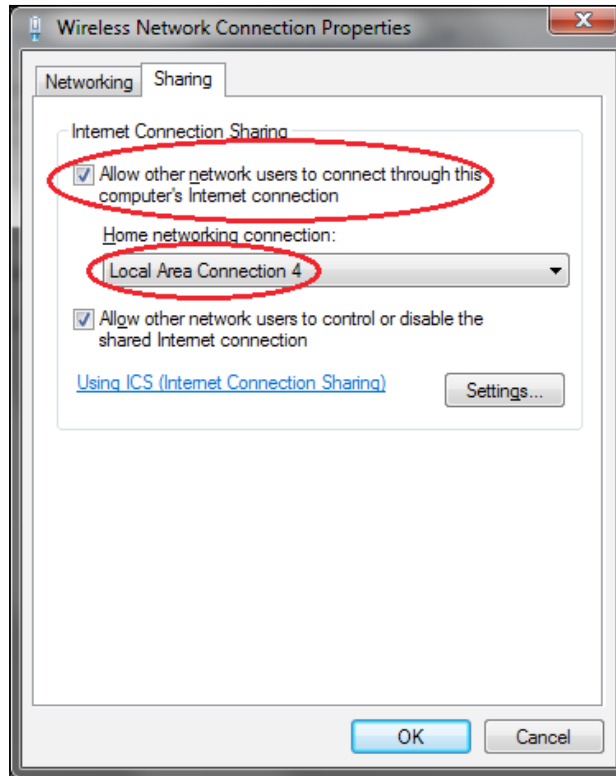 Wireless Network Connection Properties
Networking
Sharing
Internet Connection Sharing
Allow other network users to connect through this
computer's Internet connection
Home networking connection:
Local Area Connection 4
Allow other network users to control or disable the
shared Internet connection
Using ICS (Internet Connection Sharing)
Settings...
OK
Cancel